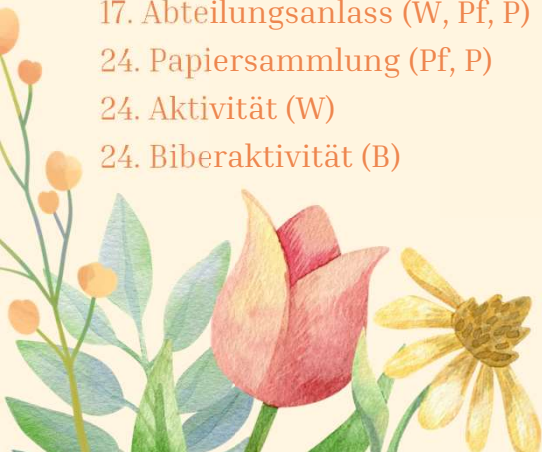 17. Abteilungsanlass (W, Pf, P)
24. Papiersammlung (Pf, P)
24. Aktivität (W)
24. Biberaktivität (B)